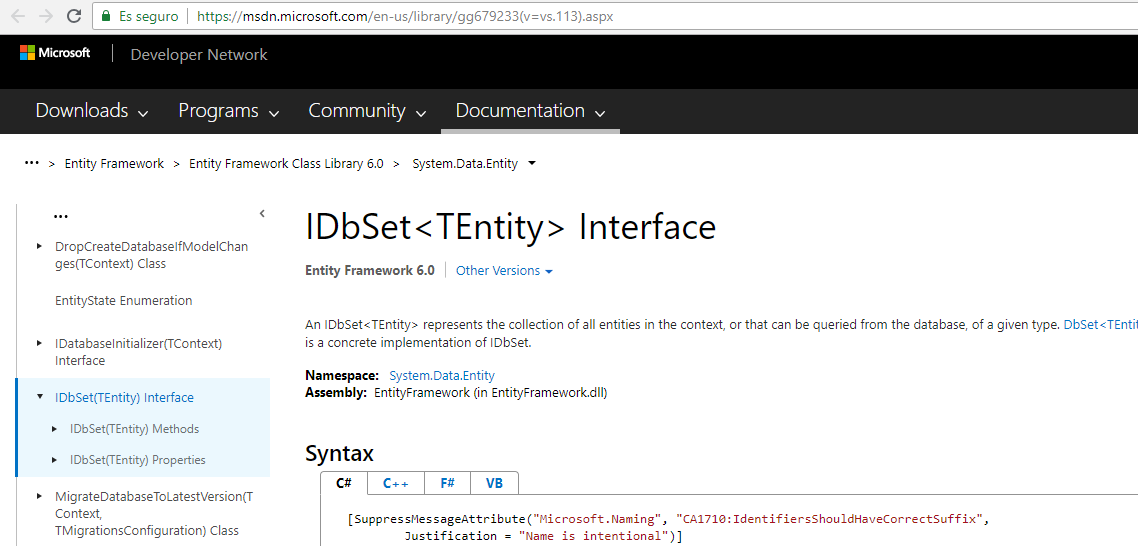 Es seguro https://msdn.microsoft.com/en-us/library/gg679233(v=vs.113).aspx
Microsoft Developer Network
Downloads Programs Community Documentation
... > Entity Framework > Entity Framework Class Library 6.0 > System.Data.Entity
...
DropCreateDatabaseIfModelChan
ges(TContext) Class
EntityState Enumeration
IDatabaseInitializer(TContext)
Interface
IDbSet(TEntity) Interface
IDbSet(TEntity) Methods
IDbSet(TEntity) Properties
MigrateDatabaseToLatestVersion(T
Context,
TMigrationsConfiguration) Class
IDbSet<TEntity> Interface
Entity Framework 6.0 Other Versions
An IDbSet<TEntity> represents the collection of all entities in the context, or that can be queried from the database, of a given type. DbSet<TEntit
is a concrete implementation of IDbSet.
Namespace: System.Data.Entity
Assembly: EntityFramework (in EntityFramework.dll)
Syntax
C# C++ F# VB
[SuppressMessageAttribute("Microsoft.Naming", "CA1710:IdentifiersShouldHaveCorrectSuffix",
Justification = "Name is intentional")]